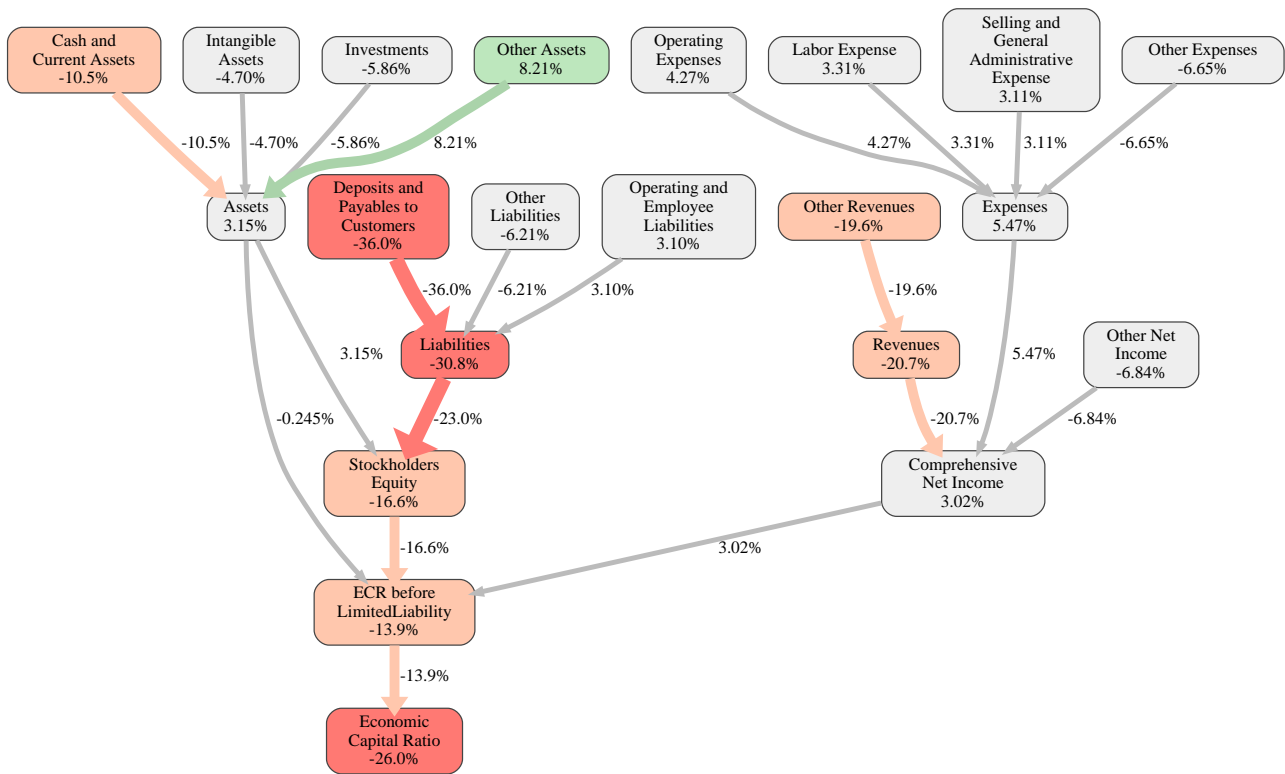 Cash and
Current Assets
-10.5%
Intangible
Assets
-4.70%
Investments
-5.86%
Other Assets
8.21%
Operating
Expenses
4.27%
Labor Expense
3.31%
Selling and
General
Administrative
Expense
3.11%
Other Expenses
-6.65%
-10.5%
-4.70%
-5.86%
8.21%
4.27%
3.31%
3.11%
-6.65%
Assets
3.15%
Deposits and
Payables to
Customers
-36.0%
Other
Liabilities
-6.21%
Operating and
Employee
Liabilities
3.10%
Other Revenues
-19.6%
Expenses
5.47%
-36.0%
-6.21%
3.10%
-19.6%
3.15%
Liabilities
-30.8%
Revenues
-20.7%
5.47%
Other Net
Income
-6.84%
-0.245%
-23.0%
-20.7%
-6.84%
Stockholders
Equity
-16.6%
Comprehensive
Net Income
3.02%
-16.6%
3.02%
ECR before
LimitedLiability
-13.9%
-13.9%
Economic
Capital Ratio
-26.0%